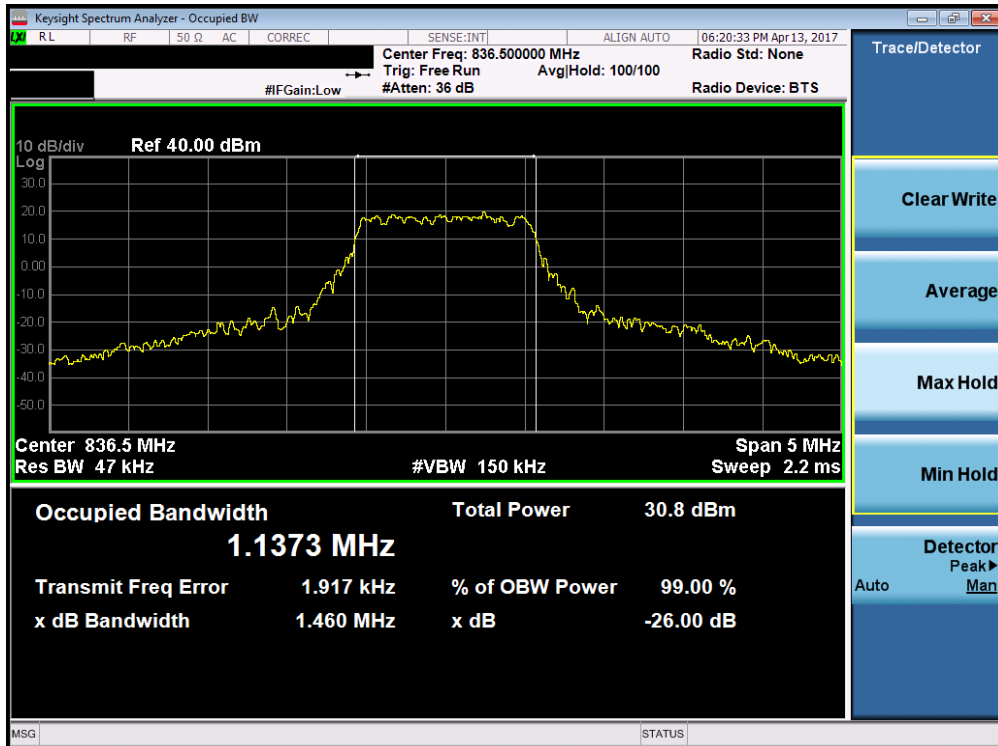 Keysight Spectrum Analyzer - Occupied BW
LXI RL RF 50 Ω AC CORREC SENSE:INT ALIGN AUTO 06:20:33 PM Apr 13, 2017
Center Freq: 836.500000 MHz Radio Std: None
Trig: Free Run Avg|Hold: 100/100
#IFGain:Low #Atten: 36 dB Radio Device: BTS
Trace/Detector
10 dB/div Ref 40.00 dBm
Log
30.0
20.0
10.0
0.00
-10.0
-20.0
-30.0
-40.0
-50.0
Center 836.5 MHz Span 5 MHz
Res BW 47 kHz #VBW 150 kHz Sweep 2.2 ms
Occupied Bandwidth Total Power 30.8 dBm
1.1373 MHz
Transmit Freq Error 1.917 kHz % of OBW Power 99.00 %
x dB Bandwidth 1.460 MHz x dB -26.00 dB
Clear Write
Average
Max Hold
Min Hold
Detector
Peak▶
Auto Man
MSG STATUS